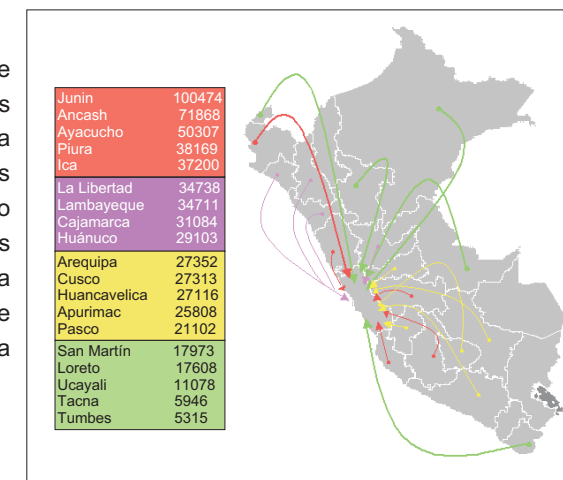 e
s
a
s
o
s
a
e
a
Junin 100474
Ancash 71868
Ayacucho 50307
Piura 38169
Ica 37200
La Libertad 34738
Lambayeque 34711
Cajamarca 31084
Huánuco 29103
Arequipa 27352
Cusco 27313
Huancavelica 27116
Apurimac 25808
Pasco 21102
San Martín 17973
Loreto 17608
Ucayali 11078
Tacna 5946
Tumbes 5315